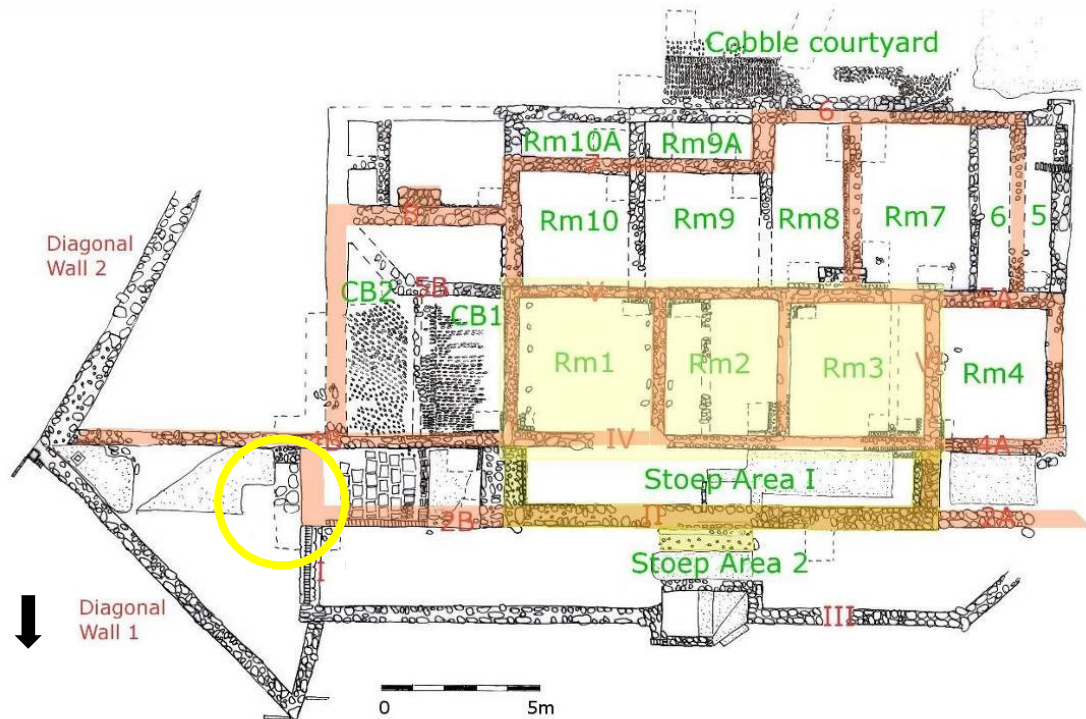 Cobble courtyard
6
Rm10A
Rm9A
7
Rm10
Rm9
Rm8
Rm7
6
5
Diagonal
Wall 2
CB2
5B
CB1
V
5A
Rm1
Rm2
Rm3
Rm4
IV
4A
Stoep Area I
2B
II
3A
Stoep Area 2
I
Diagonal
Wall 1
III
0
5m